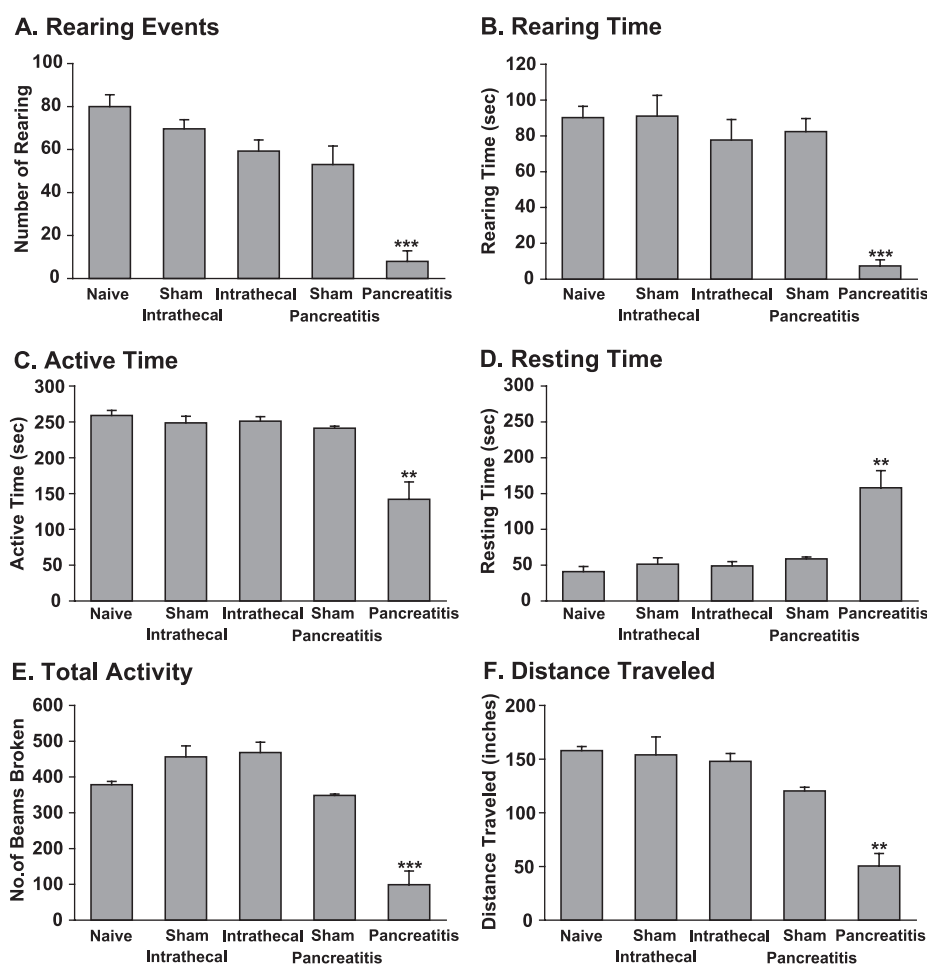 A. Rearing Events
Number of Rearing
80
60
40
20
0
100
***
Naive Sham Intrathecal Sham Pancreatitis
Intrathecal Pancreatitis
B. Rearing Time
Rearing Time (sec)
120
100
80
60
40
20
0
***
Naive Sham Intrathecal Sham Pancreatitis
Intrathecal Pancreatitis
C. Active Time
Active Time (sec)
300
250
200
150
100
50
0
**
Naive Sham Intrathecal Sham Pancreatitis
Intrathecal Pancreatitis
D. Resting Time
Resting Time (sec)
300
250
200
150
100
50
0
**
Naive Sham Intrathecal Sham Pancreatitis
Intrathecal Pancreatitis
E. Total Activity
No.of Beams Broken
600
500
400
300
200
100
0
***
Naive Sham Intrathecal Sham Pancreatitis
Intrathecal Pancreatitis
F. Distance Traveled
Distance Traveled (inches)
200
150
100
50
0
**
Naive Sham Intrathecal Sham Pancreatitis
Intrathecal Pancreatitis